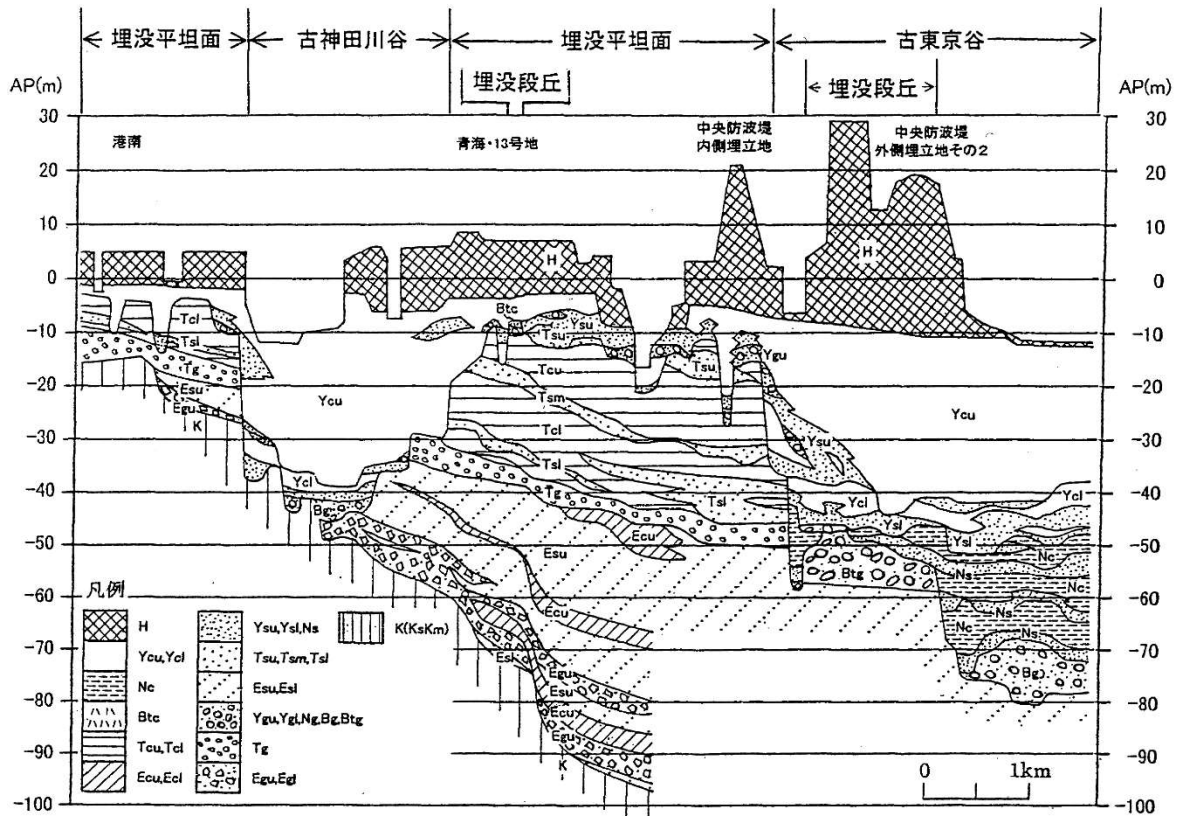 埋没平坦面 古神田川谷 埋没平坦面 古東京谷
埋没段丘 埋没段丘
AP(m) AP(m)
30 30
港南 青海・13号地 中央防波堤 内側埋立地 中央防波堤 外側埋立地その2
20 20
10 10
H H
0 0
Btc Ysu
Tcl Tsu
-10 -10
Tsl Ygu
Tcu Tsu
Tg
-20 -20
Esu Ycu Tsm Ycu
Egu
K Tcl
-30 -30
Ysu
Tsl
Ycl Tg Tsl Ycl Ycl
-40 -40
Bg Ysl
Ecu Ysl
-50 -50
Esu Nc
Btg Ns
凡例 Nc
-60 -60
Ecu Ns
H Ysu,Ysl,Ns K(KsKm) Nc Ns
Ycu,Ycl Tsu,Tsm,Tsl Esl
-70 -70
Nc Esu,Esl Egu Bg
Esu
-80 -80
Btc Ygu,Ygl,Ng,Bg,Btg Ecu
Tcu,Tcl Tg Egu
-90 -90
K
Ecu,Ecl Egu,Egl 0 1km
-100 -100